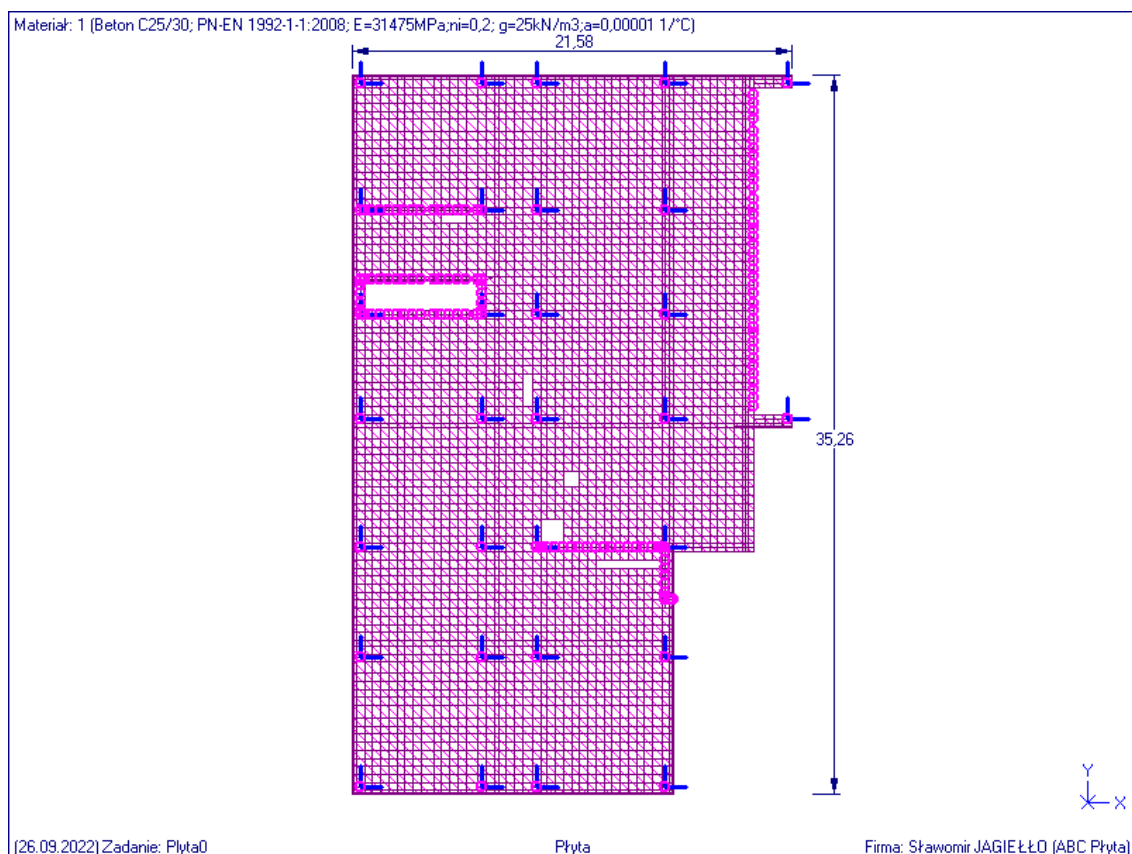 Materiał: 1 (Beton C25/30; PN-EN 1992-1-1:2008; E=31475MPa;ni=0,2; g=25kN/m3;a=0,00001 1/°C)
21,58
35,26
Y
X
(26.09.2022) Zadanie: Plyta0 Płyta Firma: Sławomir JAGIEŁŁO (ABC Płyta)